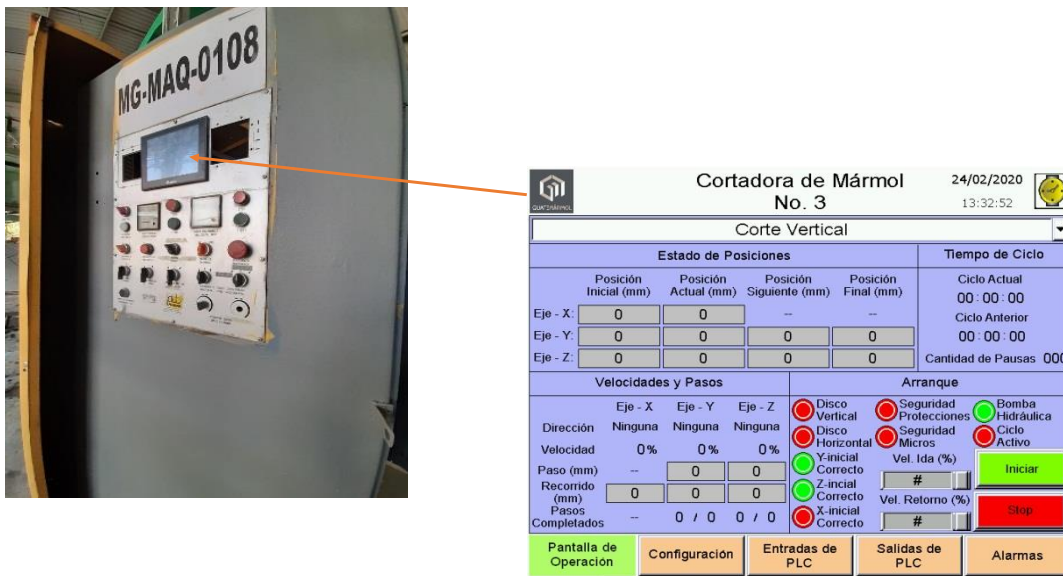 MG-MAQ-0108
GUATEMÁRMOL
Cortadora de Mármol
No. 3
24/02/2020
13:32:52
Corte Vertical
Estado de Posiciones
Tiempo de Ciclo
Posición Inicial (mm) Posición Actual (mm) Posición Siguiente (mm) Posición Final (mm)
Eje - X: 0 0 -- --
Eje - Y: 0 0 0 0
Eje - Z: 0 0 0 0
Ciclo Actual
00:00:00
Ciclo Anterior
00:00:00
Cantidad de Pausas 000
Velocidades y Pasos
Eje - X Eje - Y Eje - Z
Dirección Ninguna Ninguna Ninguna
Velocidad 0% 0% 0%
Paso (mm) -- 0 0
Recorrido (mm) 0 0 0
Pasos Completados -- 0 / 0 0 / 0
Arranque
Disco Vertical
Seguridad Protecciones
Bomba Hidráulica
Disco Horizontal
Seguridad Micros
Ciclo Activo
Y-inicial Correcto
Z-incial Correcto
X-inicial Correcto
Vel. Ida (%)
#
Vel. Retorno (%)
#
Iniciar
Stop
Pantalla de Operación
Configuración
Entradas de PLC
Salidas de PLC
Alarmas